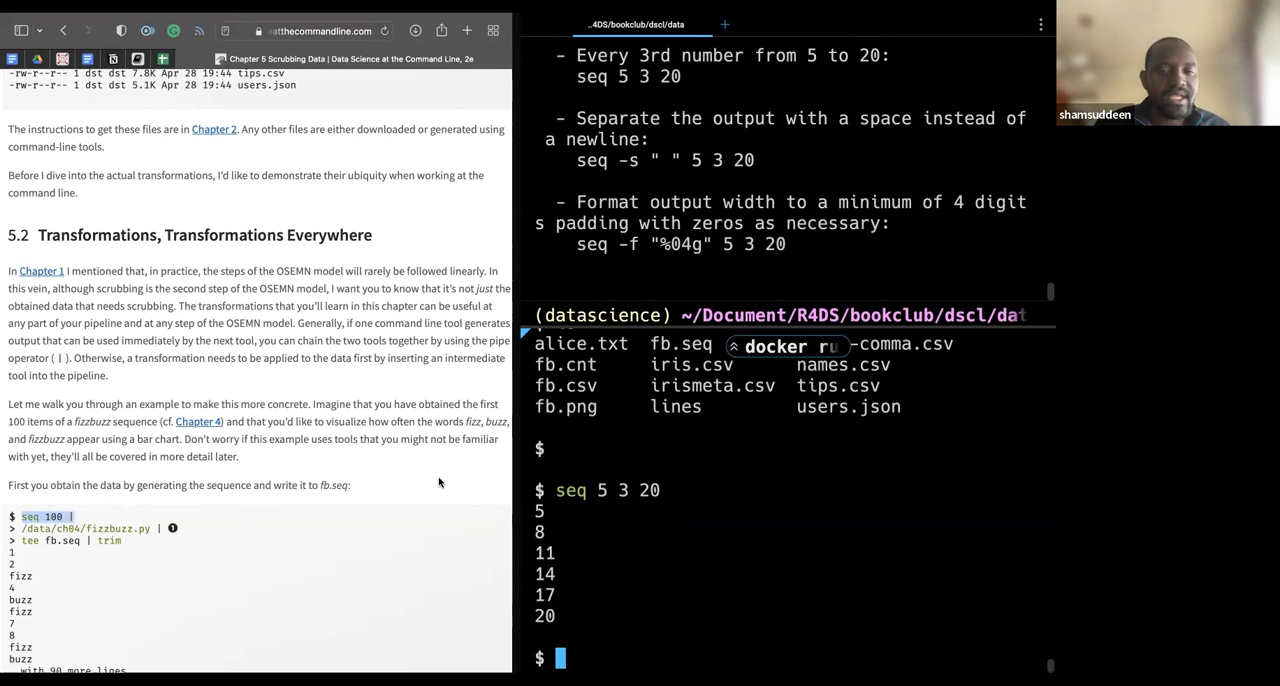 atthecommandline.com
Chapter 5 Scrubbing Data | Data Science at the Command Line, 2e
-rw-r--r-- 1 dst dst 7.8K Apr 28 19:44 tips.csv
-rw-r--r-- 1 dst dst 5.1K Apr 28 19:44 users.json
The instructions to get these files are in Chapter 2. Any other files are either downloaded or generated using
command-line tools.
Before I dive into the actual transformations, I'd like to demonstrate their ubiquity when working at the
command line.
5.2 Transformations, Transformations Everywhere
In Chapter 1 I mentioned that, in practice, the steps of the OSEMN model will rarely be followed linearly. In
this vein, although scrubbing is the second step of the OSEMN model, I want you to know that it's not just the
obtained data that needs scrubbing. The transformations that you'll learn in this chapter can be useful at
any part of your pipeline and at any step of the OSEMN model. Generally, if one command line tool generates
output that can be used immediately by the next tool, you can chain the two tools together by using the pipe
operator (|). Otherwise, a transformation needs to be applied to the data first by inserting an intermediate
tool into the pipeline.
Let me walk you through an example to make this more concrete. Imagine that you have obtained the first
100 items of a fizzbuzz sequence (cf. Chapter 4) and that you'd like to visualize how often the words fizz, buzz,
and fizzbuzz appear using a bar chart. Don't worry if this example uses tools that you might not be familiar
with yet, they'll all be covered in more detail later.
First you obtain the data by generating the sequence and write it to fb.seq:
$ seq 100 |
> /data/ch04/fizzbuzz.py | 1
> tee fb.seq | trim
1
2
fizz
4
buzz
fizz
7
8
fizz
buzz
with 90 more lines
..R4DS/bookclub/dscl/data
- Every 3rd number from 5 to 20:
seq 5 3 20
- Separate the output with a space instead of
a newline:
seq -s " " 5 3 20
- Format output width to a minimum of 4 digit
s padding with zeros as necessary:
seq -f "%04g" 5 3 20
(datascience) ~/Document/R4DS/bookclub/dscl/dat
alice.txt fb.seq docker ru -comma.csv
fb.cnt iris.csv names.csv
fb.csv irismeta.csv tips.csv
fb.png lines users.json
$
$ seq 5 3 20
5
8
11
14
17
20
$
shamsuddeen